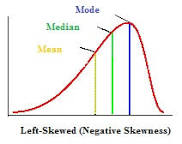 Mode
Median
Mean
Left-Skewed (Negative Skewness)